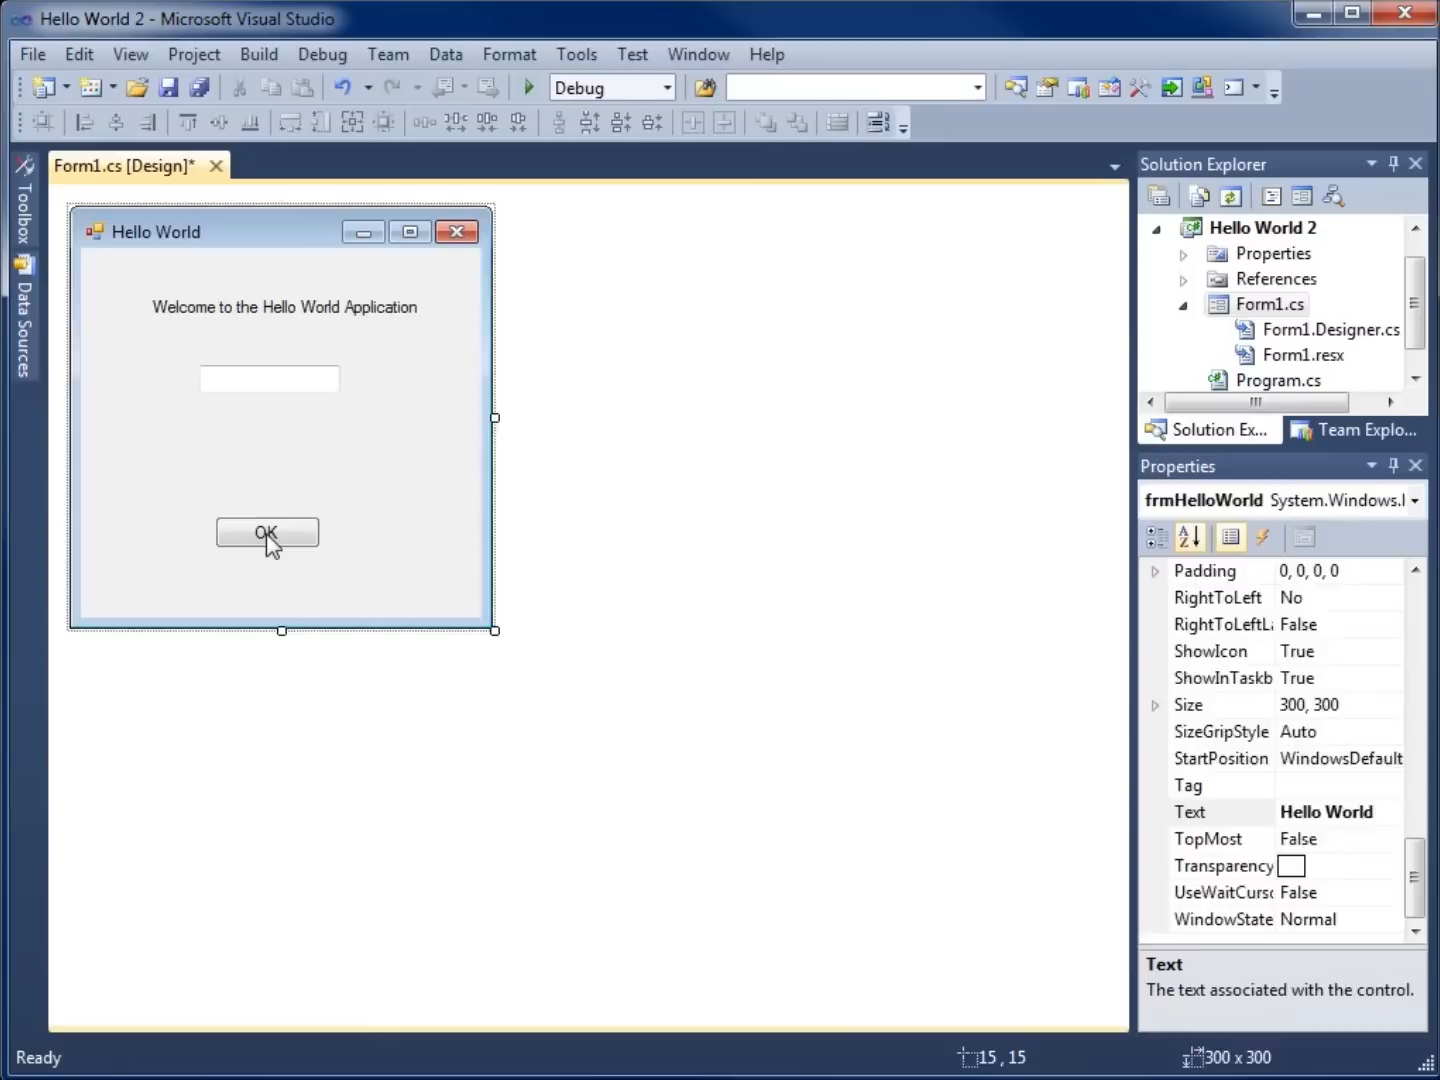 Hello World 2 - Microsoft Visual Studio
File Edit View Project Build Debug Team Data Format Tools Test Window Help
Debug
Toolbox
Data Sources
Form1.cs [Design]*
Hello World
Welcome to the Hello World Application
OK
Solution Explorer
Hello World 2
Properties
References
Form1.cs
Form1.Designer.cs
Form1.resx
Program.cs
Solution Ex...
Team Explo...
Properties
frmHelloWorld System.Windows.I
Padding 0, 0, 0, 0
RightToLeft No
RightToLeftLa False
ShowIcon True
ShowInTaskb True
Size 300, 300
SizeGripStyle Auto
StartPosition WindowsDefault
Tag
Text Hello World
TopMost False
Transparency
UseWaitCurso False
WindowState Normal
Text
The text associated with the control.
Ready
15 , 15
300 x 300